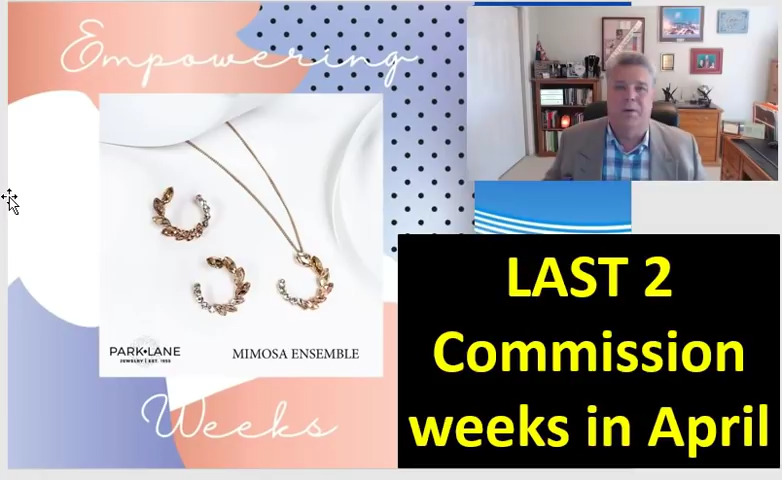 Empowering
PARK LANE
JEWELRY | EST. 1955
MIMOSA ENSEMBLE
Weeks
LAST 2
Commission
weeks in April